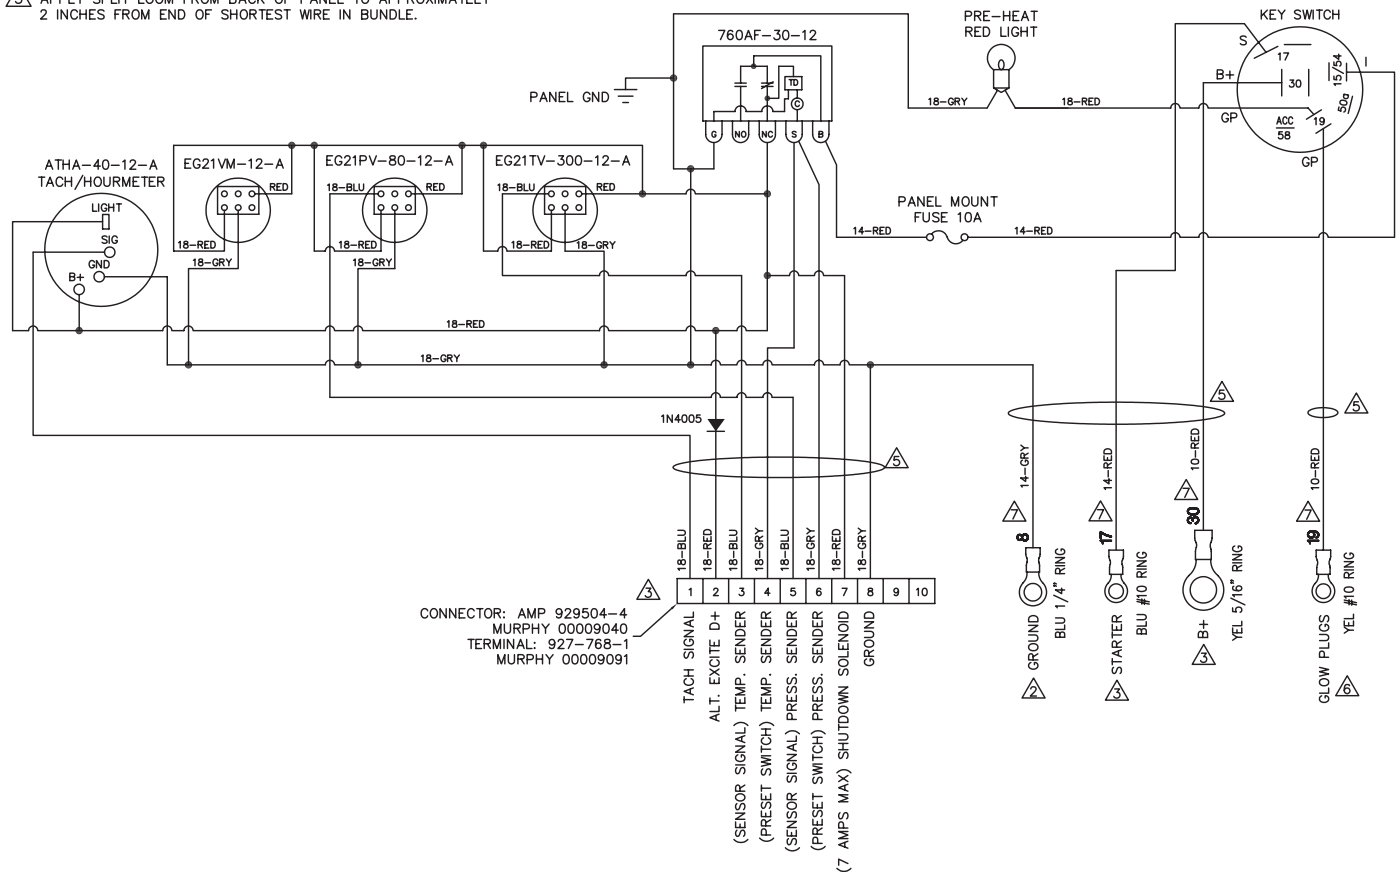 2 INCHES FROM END OF SHORTEST WIRE IN BUNDLE.
PRE-HEAT
RED LIGHT
KEY SWITCH
760AF-30-12
PANEL GND
TD
C
G
NO
NC
S
B
18-GRY
18-RED
S
17
B+
30
15/54
I
50a
GP
ACC
58
19
GP
ATHA-40-12-A
TACH/HOURMETER
LIGHT
SIG
GND
B+
EG21VM-12-A
RED
18-RED
18-GRY
EG21PV-80-12-A
18-BLU
RED
18-RED
18-GRY
EG21TV-300-12-A
18-BLU
RED
18-RED
18-GRY
PANEL MOUNT
FUSE 10A
14-RED
14-RED
18-RED
18-GRY
1N4005
5
5
5
18-BLU
18-RED
18-BLU
18-GRY
18-BLU
18-GRY
18-RED
18-GRY
3
1
2
3
4
5
6
7
8
9
10
CONNECTOR: AMP 929504-4
MURPHY 00009040
TERMINAL: 927-768-1
MURPHY 00009091
TACH SIGNAL
ALT. EXCITE D+
(SENSOR SIGNAL) TEMP. SENDER
(PRESET SWITCH) TEMP. SENDER
(SENSOR SIGNAL) PRESS. SENDER
(PRESET SWITCH) PRESS. SENDER
(7 AMPS MAX) SHUTDOWN SOLENOID
GROUND
14-GRY
7
8
BLU 1/4" RING
GROUND
2
14-RED
7
17
BLU #10 RING
STARTER
3
10-RED
7
30
YEL 5/16" RING
B+
3
10-RED
7
19
YEL #10 RING
GLOW PLUGS
6